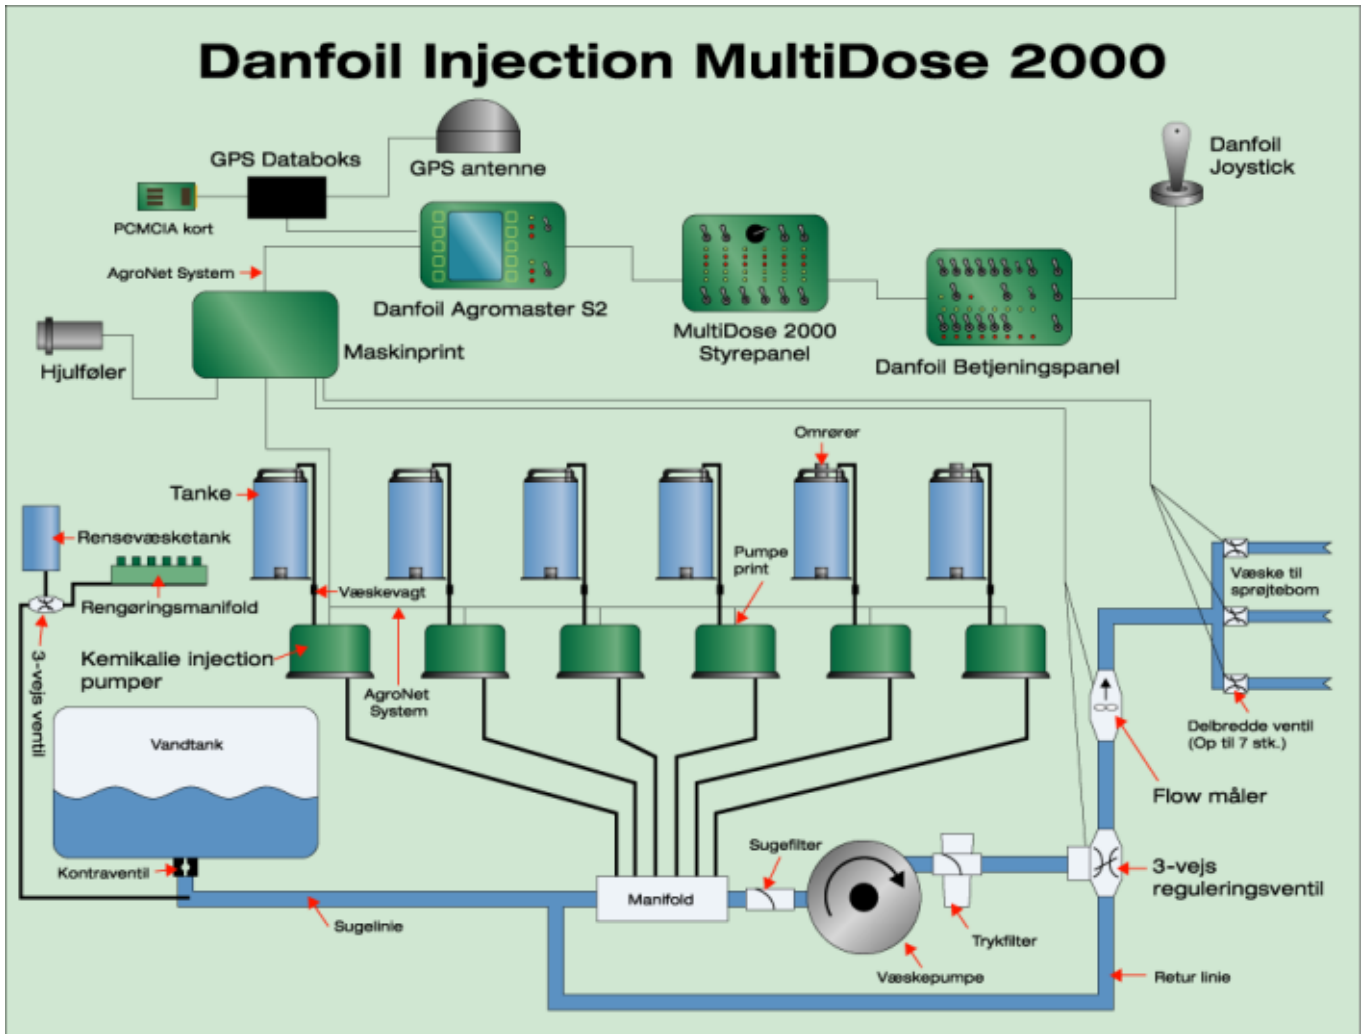 Danfoil Injection MultiDose 2000
GPS Databoks
GPS antenne
Danfoil
Joystick
PCMCIA kort
AgroNet System
Danfoil Agromaster S2
MultiDose 2000
Styrepanel
Danfoil Betjeningspanel
Maskinprint
Hjulføler
Omrører
Tanke
Rensevæsketank
Pumpe
print
Væskevagt
Væske til
sprøjtebom
Rengøringsmanifold
3-vejs ventil
Kemikalie injection
pumper
AgroNet
System
Vandtank
Delbredde ventil
(Op til 7 stk.)
Flow måler
Kontraventil
Sugefilter
3-vejs
reguleringsventil
Manifold
Sugelinie
Trykfilter
Væskepumpe
Retur linie